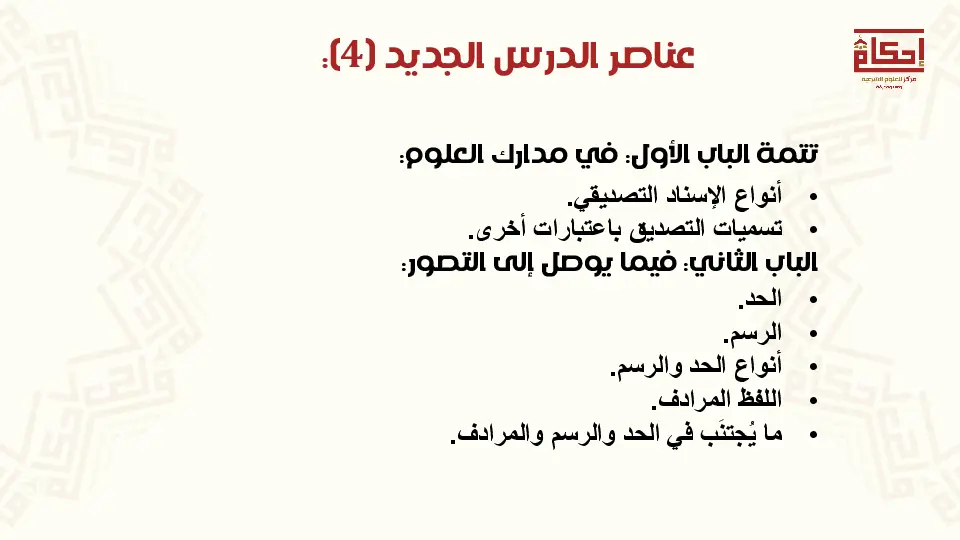 إحكام
مركز للعلوم الشرعية
عناصر الدرس الجديد (4):
تتمة الباب الأول: في مدارك العلوم:
• أنواع الإسناد التصديقي.
• تسميات التصديق باعتبارات أخرى.
الباب الثاني: فيما يوصل إلى التصور:
• الحد.
• الرسم.
• أنواع الحد والرسم.
• اللفظ المرادف.
• ما يُجتنَب في الحد والرسم والمرادف.